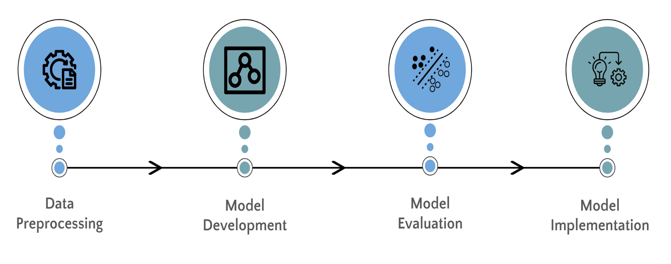 Data
Preprocessing
Model
Development
Model
Evaluation
Model
Implementation